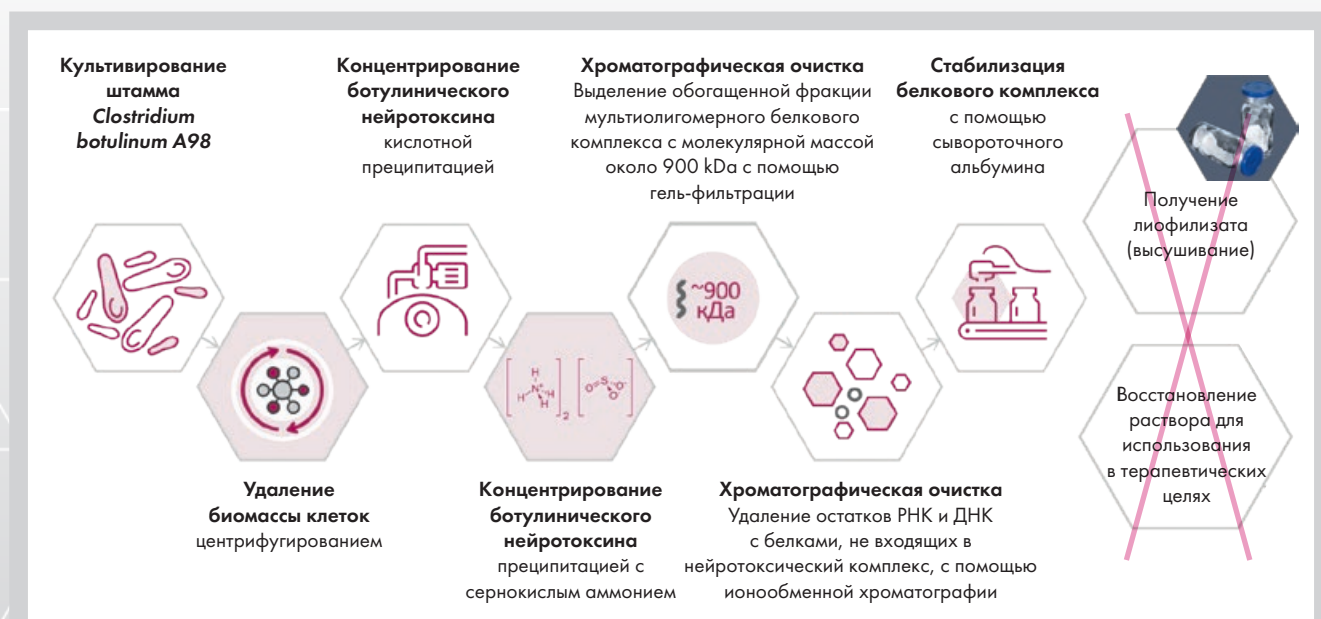 Культивирование
штамма
Clostridium
botulinum A98
Концентрирование
ботулинического
нейротоксина
кислотной
преципитацией
Хроматографическая очистка
Выделение обогащенной фракции
мультиолигомерного белкового
комплекса с молекулярной массой
около 900 kDa с помощью
гель-фильтрации
Стабилизация
белкового комплекса
с помощью
сывороточного
альбумина
Получение
лиофилизата
(высушивание)
~900
кДа
H
H N+ H
H
2
O S O-
O O-
Удаление
биомассы клеток
центрифугированием
Концентрирование
ботулинического
нейротоксина
преципитацией с
сернокислым аммонием
Хроматографическая очистка
Удаление остатков РНК и ДНК
с белками, не входящих в
нейротоксический комплекс, с помощью
ионообменной хроматографии
Восстановление
раствора для
использования
в терапевтических
целях